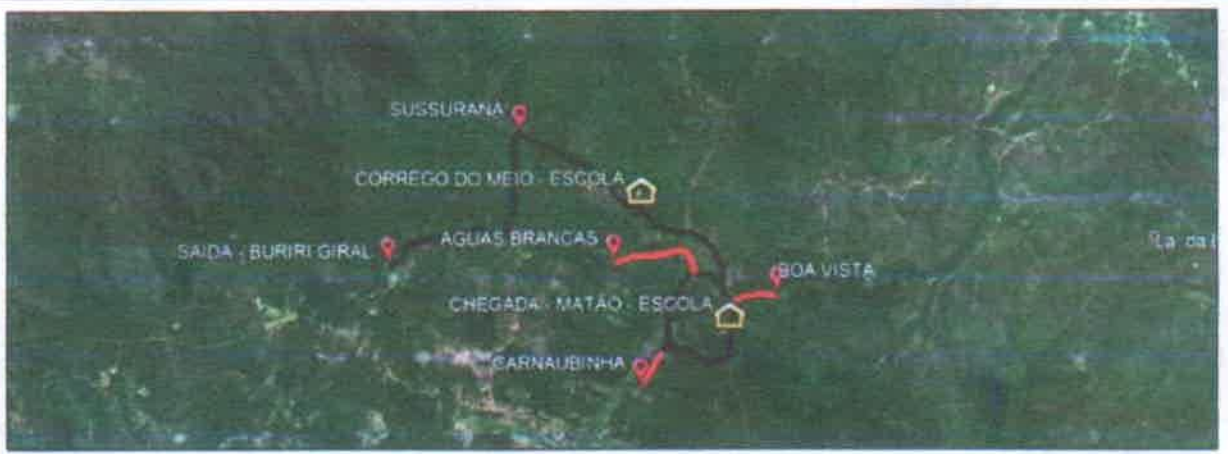 SUSSURANA
CORREGO DO MEIO - ESCOLA
SAIDA - BURIRI GIRAL
AGUAS BRANCAS
BOA VISTA
CHEGADA - MATÃO - ESCOLA
CARNAUBINHA